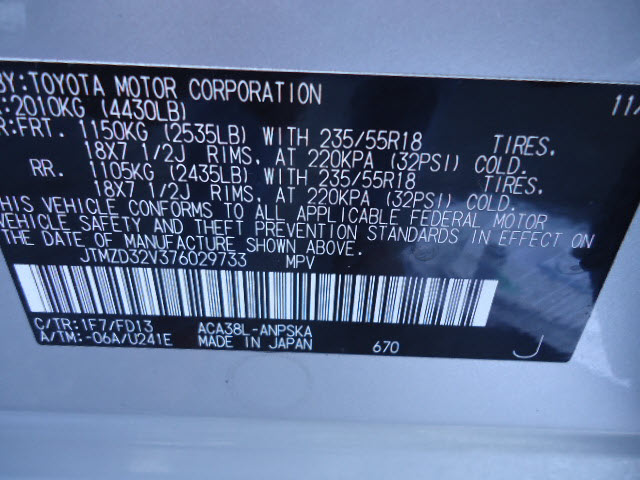 BY: TOYOTA MOTOR CORPORATION 11/
: 2010KG (4430LB)
R: FRT. 1150KG (2535LB) WITH 235/55R18 TIRES,
18X7 1/2J RIMS, AT 220KPA (32PSI) COLD.
RR. 1105KG (2435LB) WITH 235/55R18 TIRES,
18X7 1/2J RIMS, AT 220KPA (32PSI) COLD.
THIS VEHICLE CONFORMS TO ALL APPLICABLE FEDERAL MOTOR
VEHICLE SAFETY AND THEFT PREVENTION STANDARDS IN EFFECT ON
THE DATE OF MANUFACTURE SHOWN ABOVE.
JTMZD32V376029733 MPV
C/TR: 1F7/FD13 ACA38L-ANPSKA
A/TM: -06A/U241E MADE IN JAPAN 670 J